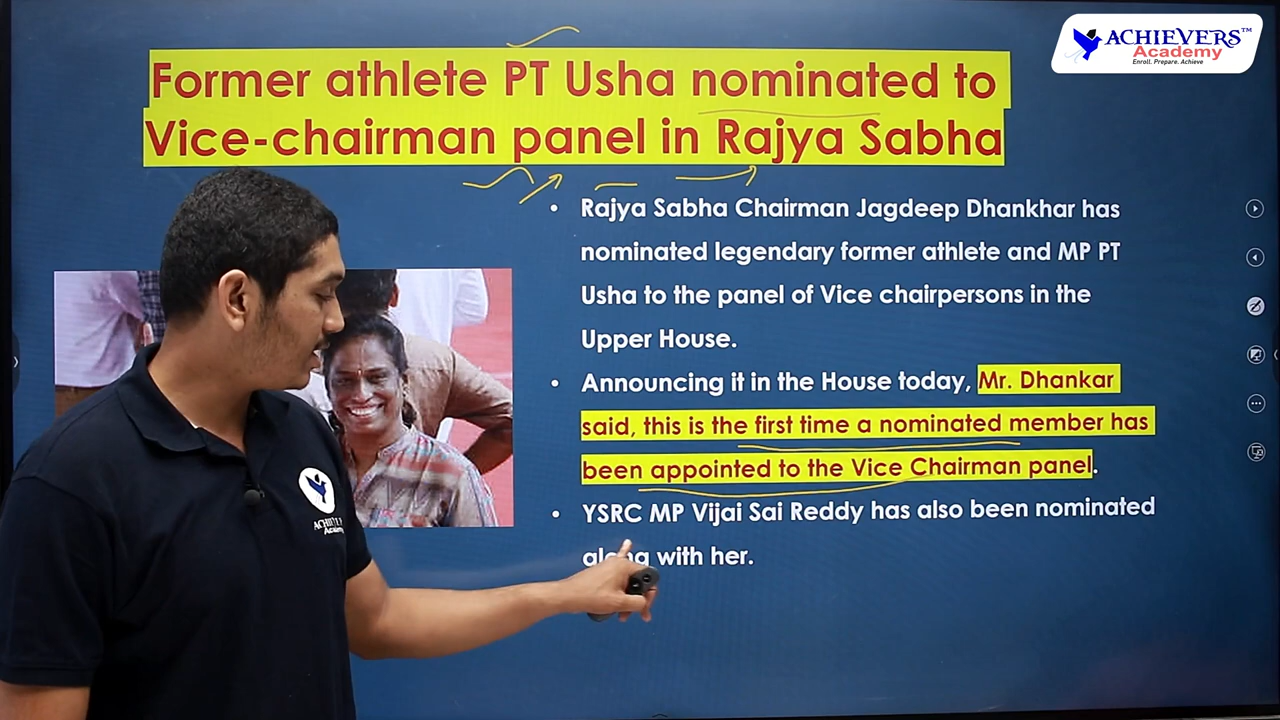 ACHIEVERS™
Academy
Enroll. Prepare. Achieve
Former athlete PT Usha nominated to
Vice-chairman panel in Rajya Sabha
• Rajya Sabha Chairman Jagdeep Dhankhar has
nominated legendary former athlete and MP PT
Usha to the panel of Vice chairpersons in the
Upper House.
• Announcing it in the House today, Mr. Dhankar
said, this is the first time a nominated member has
been appointed to the Vice Chairman panel.
• YSRC MP Vijai Sai Reddy has also been nominated
along with her.
Academy